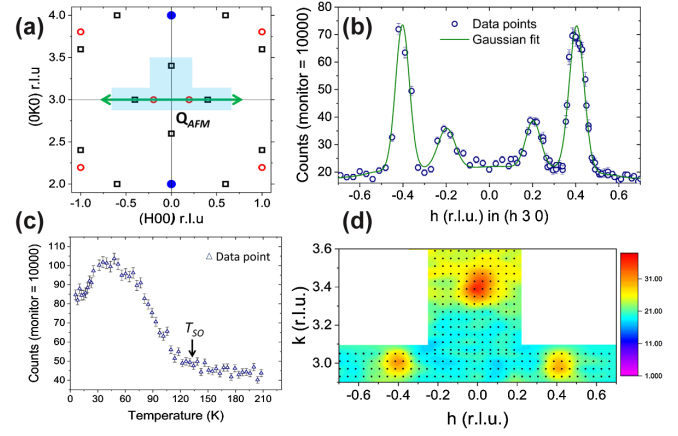 (a)
4.0
3.5
3.0
2.5
2.0
(0K0) r.l.u
Q_AFM
-1.0 -0.5 0.0 0.5 1.0
(H00) r.l.u
(b)
Data points
Gaussian fit
80
70
60
50
40
30
20
Counts (monitor = 10000)
-0.6 -0.4 -0.2 0.0 0.2 0.4 0.6
h (r.l.u.) in (h 3 0)
(c)
110
100
90
80
70
60
50
40
Counts (monitor = 10000)
Data point
T_SO
0 30 60 90 120 150 180 210
Temperature (K)
(d)
3.6
3.4
3.2
3.0
k (r.l.u.)
-0.6 -0.4 -0.2 0.0 0.2 0.4 0.6
h (r.l.u.)
31.00
21.00
11.00
1.000